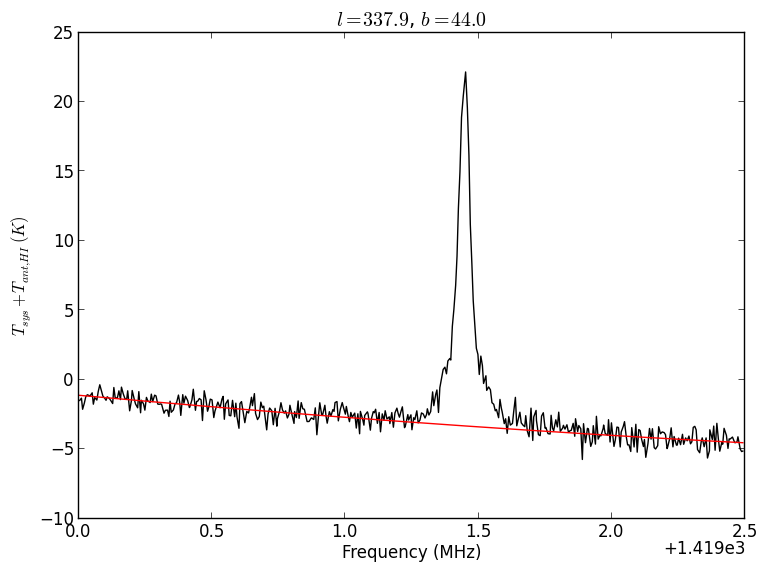 l = 337.9, b = 44.0
25
20
15
10
5
0
−5
−10
T_sys + T_ant,HI (K)
0.0 0.5 1.0 1.5 2.0 2.5
Frequency (MHz)
+1.419e3